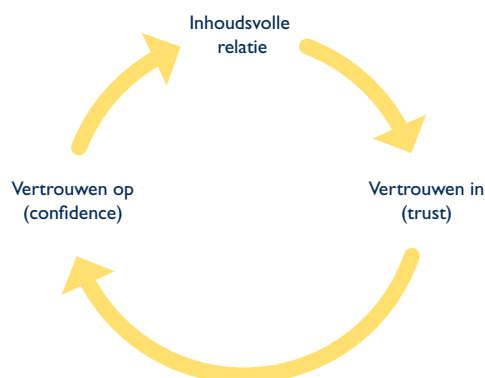 Inhoudsvolle
relatie
Vertrouwen op
(confidence)
Vertrouwen in
(trust)